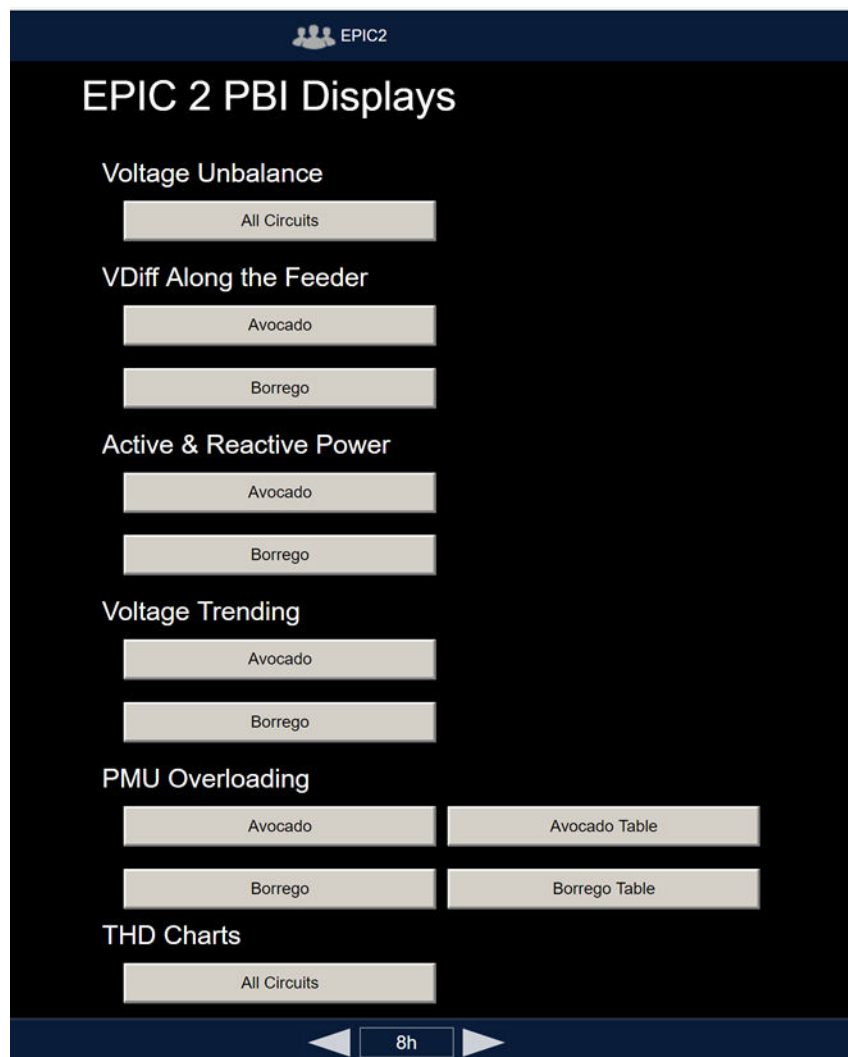 EPIC2
EPIC 2 PBI Displays
Voltage Unbalance
All Circuits
VDiff Along the Feeder
Avocado
Borrego
Active & Reactive Power
Avocado
Borrego
Voltage Trending
Avocado
Borrego
PMU Overloading
Avocado Avocado Table
Borrego Borrego Table
THD Charts
All Circuits
8h